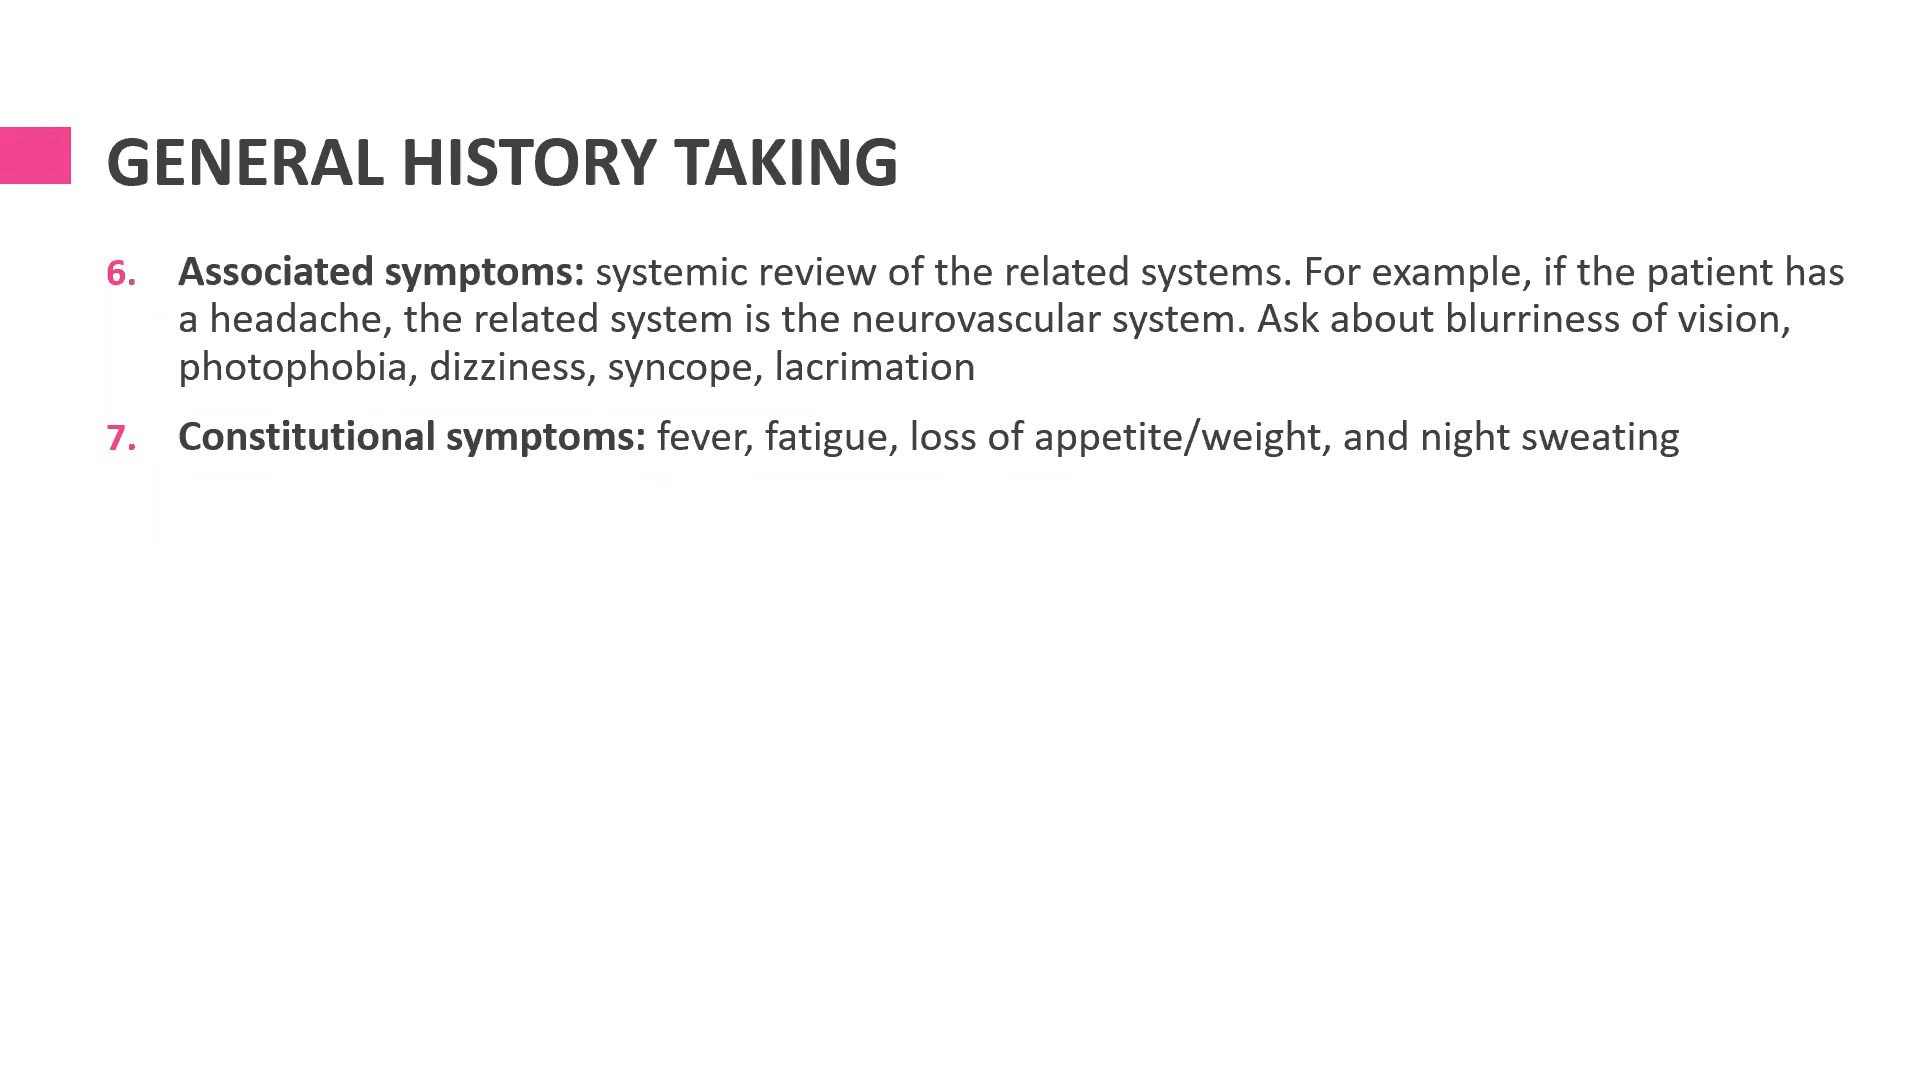 GENERAL HISTORY TAKING
6. Associated symptoms: systemic review of the related systems. For example, if the patient has
a headache, the related system is the neurovascular system. Ask about blurriness of vision,
photophobia, dizziness, syncope, lacrimation
7. Constitutional symptoms: fever, fatigue, loss of appetite/weight, and night sweating